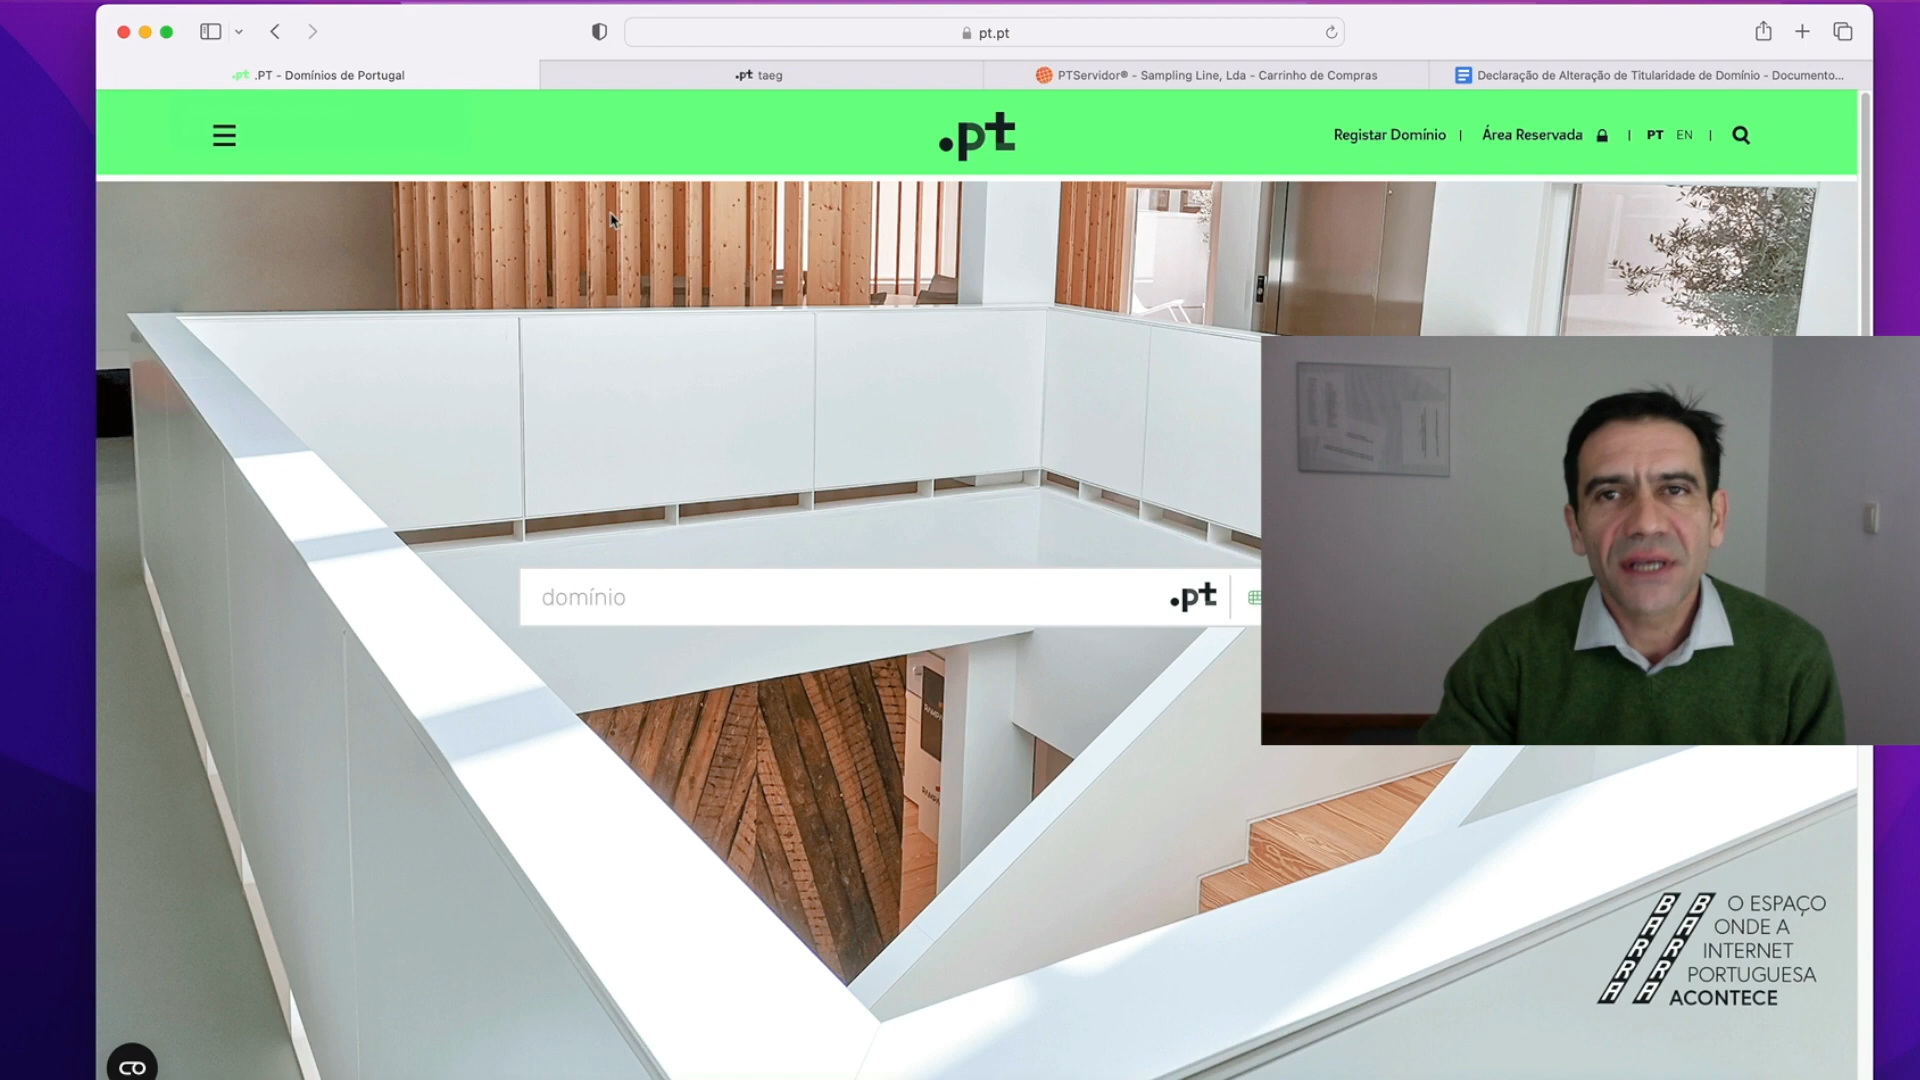 pt.pt
.pt .PT - Domínios de Portugal
.pt taeg
PTServidor® - Sampling Line, Lda - Carrinho de Compras
Declaração de Alteração de Titularidade de Domínio - Documento...
.pt
Registar Domínio | Área Reservada | PT EN |
domínio .pt
BARRA BARRA
O ESPAÇO
ONDE A
INTERNET
PORTUGUESA
ACONTECE